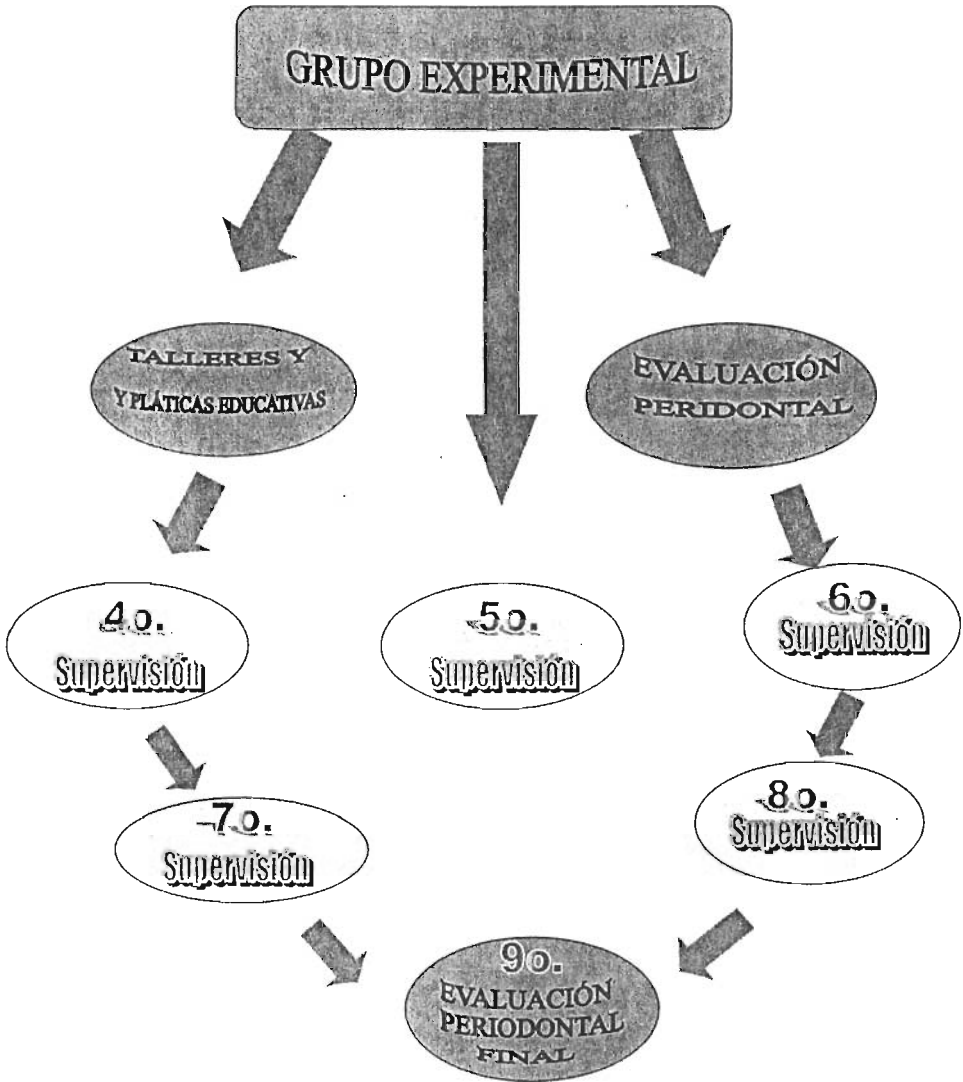 GRUPO EXPERIMENTAL
TALLERES Y
Y PLÁTICAS EDUCATIVAS
EVALUACIÓN
PERIDONTAL
4o.
Supervisión
5o.
Supervisión
6o.
Supervisión
7o.
Supervisión
8o.
Supervisión
9o.
EVALUACIÓN
PERIODONTAL
FINAL